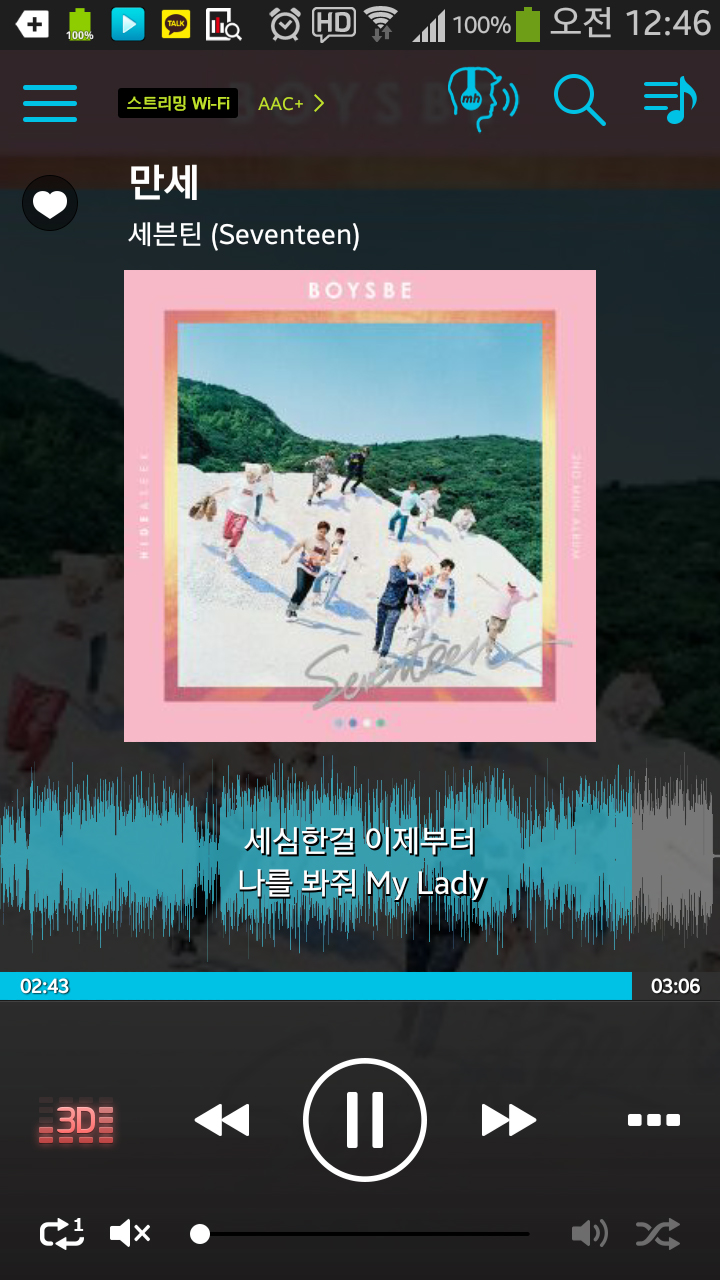 100%
TALK
HD
100%
오전 12:46
스트리밍 Wi-Fi
AAC+
mh
만세
세븐틴 (Seventeen)
BOYSBE
HIDE & SEEK
2ND MINI ALBUM
Seventeen
세심한걸 이제부터
나를 봐줘 My Lady
02:43
03:06
3D
1